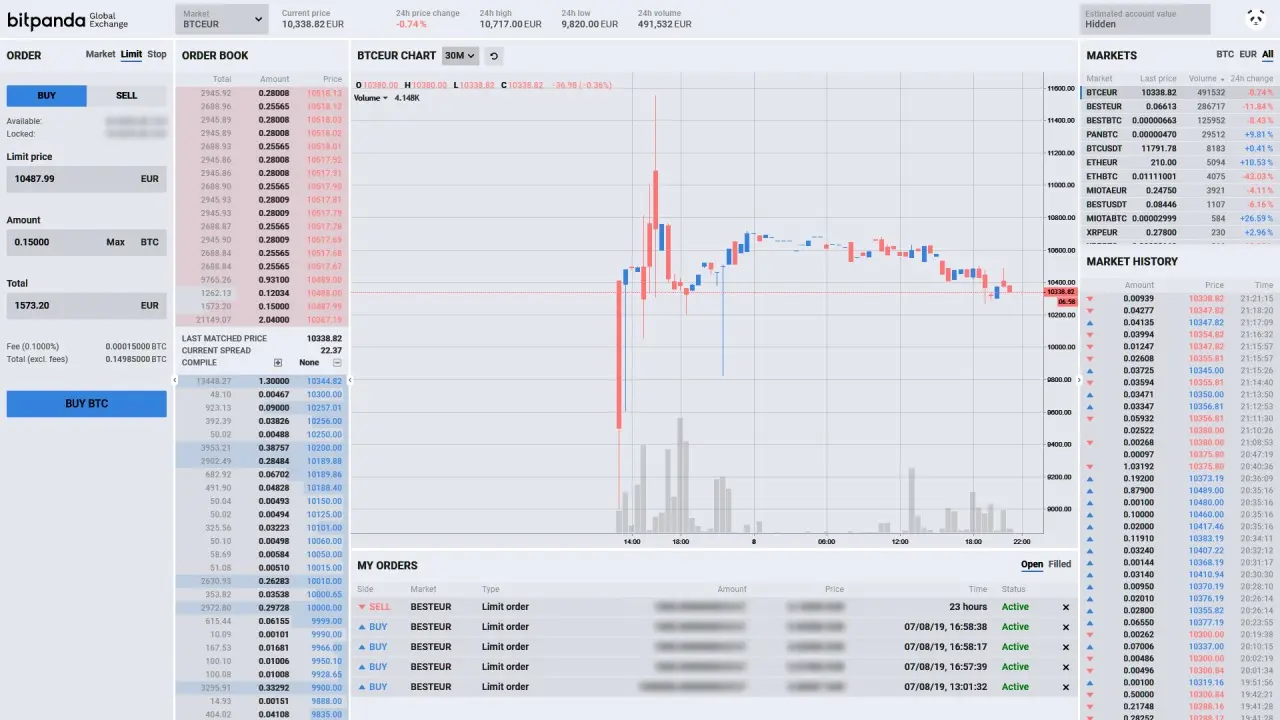 bitpanda Global Exchange
Market
BTCEUR
Current price
10,338.82 EUR
24h price change
-0.74 %
24h high
10,717.00 EUR
24h low
9,820.00 EUR
24h volume
491,532 EUR
Estimated account value
Hidden
ORDER
Market Limit Stop
BUY SELL
Available:
Locked:
Limit price
10487.99 EUR
Amount
0.15000 Max BTC
Total
1573.20 EUR
Fee (0.1000%) 0.00015000 BTC
Total (excl. fees) 0.14985000 BTC
BUY BTC
ORDER BOOK
Total Amount Price
2945.92 0.28008 10518.13
2688.96 0.25565 10518.12
2945.89 0.28008 10518.03
2945.89 0.28008 10518.02
2688.93 0.25565 10518.01
2945.86 0.28008 10517.92
2945.86 0.28008 10517.91
2688.90 0.25565 10517.90
2945.93 0.28009 10517.81
2945.93 0.28009 10517.79
2688.87 0.25565 10517.78
2945.90 0.28009 10517.69
2688.84 0.25565 10517.68
2688.84 0.25565 10517.67
9765.26 0.93100 10489.00
1262.13 0.12034 10488.00
1573.20 0.15000 10487.99
21149.07 2.04000 10367.19
LAST MATCHED PRICE 10338.82
CURRENT SPREAD 22.37
COMPILE None
13448.27 1.30000 10344.82
48.10 0.00467 10300.00
923.13 0.09000 10257.01
392.39 0.03826 10256.00
50.02 0.00488 10250.00
3953.21 0.38757 10200.00
2902.49 0.28484 10189.88
682.92 0.06702 10189.86
491.90 0.04828 10188.40
50.04 0.00493 10150.00
50.02 0.00494 10125.00
325.56 0.03223 10101.00
50.10 0.00498 10060.00
58.69 0.00584 10050.00
51.08 0.00510 10015.00
2630.93 0.26283 10010.00
353.82 0.03538 10000.65
2972.80 0.29728 10000.00
615.44 0.06155 9999.00
10.09 0.00101 9990.00
167.53 0.01681 9966.00
100.10 0.01006 9950.10
100.08 0.01008 9928.65
3295.91 0.33292 9900.00
14.93 0.00151 9888.00
404.02 0.04108 9835.00
BTCEUR CHART 30M
O 10380.00 H 10380.00 L 10338.82 C 10338.82 -36.98 (-0.36%)
Volume 4.148K
11600.00
11400.00
11200.00
11000.00
10800.00
10600.00
10400.00
10338.82
06:58
10200.00
10000.00
9800.00
9600.00
9400.00
9200.00
9000.00
14:00 18:00 8 06:00 12:00 18:00 22:00
MY ORDERS
Open Filled
Side Market Type Amount Price Time Status
SELL BESTEUR Limit order 23 hours Active
BUY BESTEUR Limit order 07/08/19, 16:58:38 Active
BUY BESTEUR Limit order 07/08/19, 16:58:17 Active
BUY BESTEUR Limit order 07/08/19, 16:57:39 Active
BUY BESTEUR Limit order 07/08/19, 13:01:32 Active
MARKETS
BTC EUR All
Market Last price Volume 24h change
BTCEUR 10338.82 491532 -0.74 %
BESTEUR 0.06613 286717 -11.84 %
BESTBTC 0.00000663 125952 -8.43 %
PANBTC 0.00000470 29512 +9.81 %
BTCUSDT 11791.78 8183 +0.41 %
ETHEUR 210.00 5094 +10.53 %
ETHBTC 0.01111001 4075 -43.03 %
MIOTAEUR 0.24750 3921 -4.11 %
BESTUSDT 0.08446 1107 -6.16 %
MIOTABTC 0.00002999 584 +26.59 %
XRPEUR 0.27800 230 +2.96 %
MARKET HISTORY
Amount Price Time
0.00939 10338.82 21:21:15
0.04277 10347.82 21:18:20
0.04135 10347.82 21:17:09
0.03994 10354.82 21:16:32
0.01247 10347.82 21:15:57
0.02608 10355.81 21:15:57
0.03725 10345.00 21:15:26
0.03594 10355.81 21:14:40
0.03471 10350.00 21:13:50
0.03347 10356.81 21:12:53
0.05932 10356.81 21:11:30
0.02522 10380.00 21:10:26
0.00268 10380.00 21:08:53
0.00097 10375.80 20:47:19
1.03192 10375.80 20:40:36
0.19200 10373.19 20:36:09
0.87900 10489.00 20:35:16
0.00100 10480.00 20:35:16
0.10000 10460.00 20:35:16
0.02000 10417.46 20:35:16
0.11910 10383.19 20:34:11
0.03240 10407.22 20:32:12
0.00144 10368.19 20:31:17
0.03140 10410.94 20:30:30
0.00950 10370.19 20:28:10
0.02010 10376.19 20:26:14
0.02800 10355.82 20:26:14
0.06550 10377.19 20:23:55
0.00262 10300.00 20:19:38
0.07006 10337.00 20:10:15
0.00486 10300.00 20:02:19
0.00496 10300.84 20:01:34
0.00100 10319.16 19:51:56
0.50000 10300.84 19:42:21
0.21748 10288.16 19:41:28
0.28252 19:41:28